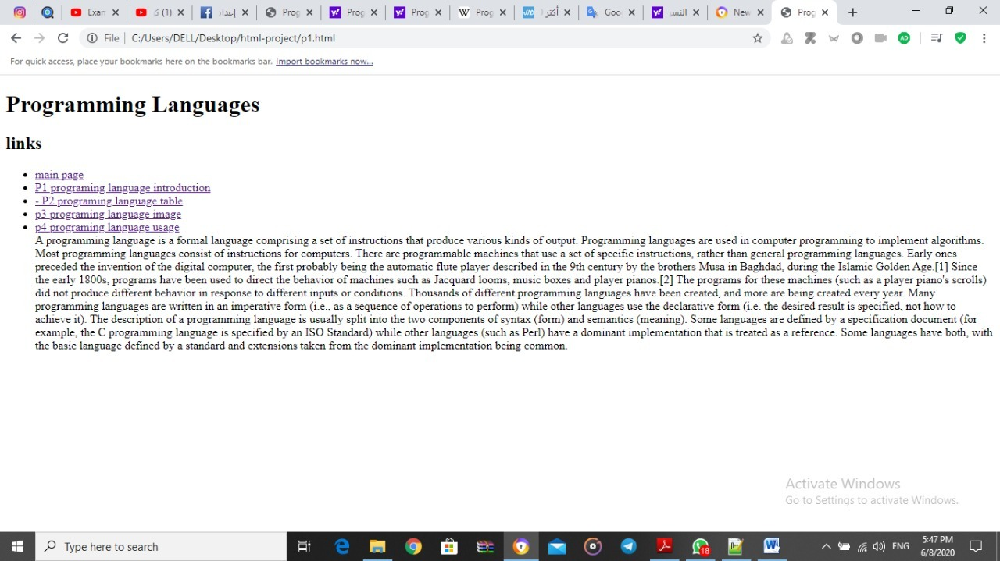 Exan
(1) ك
إعداد
Prog
Prog
Prog
W Prog
أكثر (
Goo
النس
New
Prog
File
C:/Users/DELL/Desktop/html-project/p1.html
AD
For quick access, place your bookmarks here on the bookmarks bar. Import bookmarks now...
Programming Languages
links
main page
P1 programing language introduction
- P2 programing language table
p3 programing language image
p4 programing language usage
A programming language is a formal language comprising a set of instructions that produce various kinds of output. Programming languages are used in computer programming to implement algorithms.
Most programming languages consist of instructions for computers. There are programmable machines that use a set of specific instructions, rather than general programming languages. Early ones
preceded the invention of the digital computer, the first probably being the automatic flute player described in the 9th century by the brothers Musa in Baghdad, during the Islamic Golden Age.[1] Since
the early 1800s, programs have been used to direct the behavior of machines such as Jacquard looms, music boxes and player pianos.[2] The programs for these machines (such as a player piano's scrolls)
did not produce different behavior in response to different inputs or conditions. Thousands of different programming languages have been created, and more are being created every year. Many
programming languages are written in an imperative form (i.e., as a sequence of operations to perform) while other languages use the declarative form (i.e. the desired result is specified, not how to
achieve it). The description of a programming language is usually split into the two components of syntax (form) and semantics (meaning). Some languages are defined by a specification document (for
example, the C programming language is specified by an ISO Standard) while other languages (such as Perl) have a dominant implementation that is treated as a reference. Some languages have both, with
the basic language defined by a standard and extensions taken from the dominant implementation being common.
Activate Windows
Go to Settings to activate Windows.
Type here to search
18
ENG
5:47 PM
6/8/2020